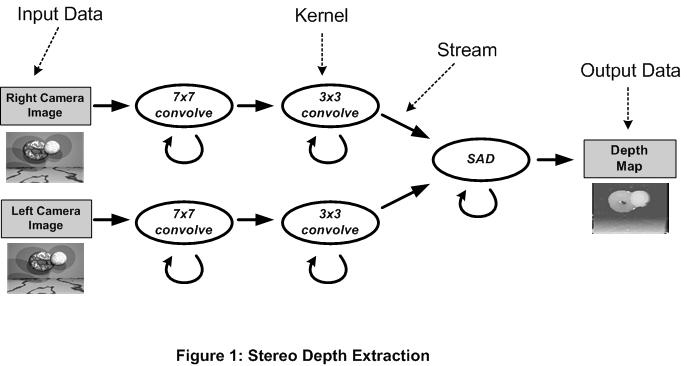 Input Data
Kernel
Stream
Output Data
Right Camera
Image
7x7
convolve
3x3
convolve
SAD
Depth
Map
Left Camera
Image
7x7
convolve
3x3
convolve
Figure 1: Stereo Depth Extraction